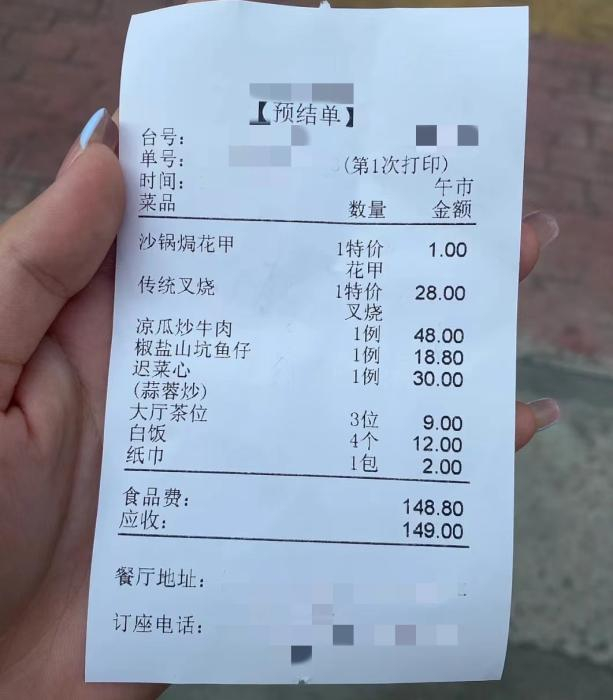 【预结单】
台号:
单号: (第1次打印)
时间: 午市
菜品 数量 金额
沙锅焗花甲 1特价 1.00
花甲
传统叉烧 1特价 28.00
叉烧
凉瓜炒牛肉 1例 48.00
椒盐山坑鱼仔 1例 18.80
迟菜心 1例 30.00
(蒜蓉炒)
大厅茶位 3位 9.00
白饭 4个 12.00
纸巾 1包 2.00
食品费: 148.80
应收: 149.00
餐厅地址:
订座电话: